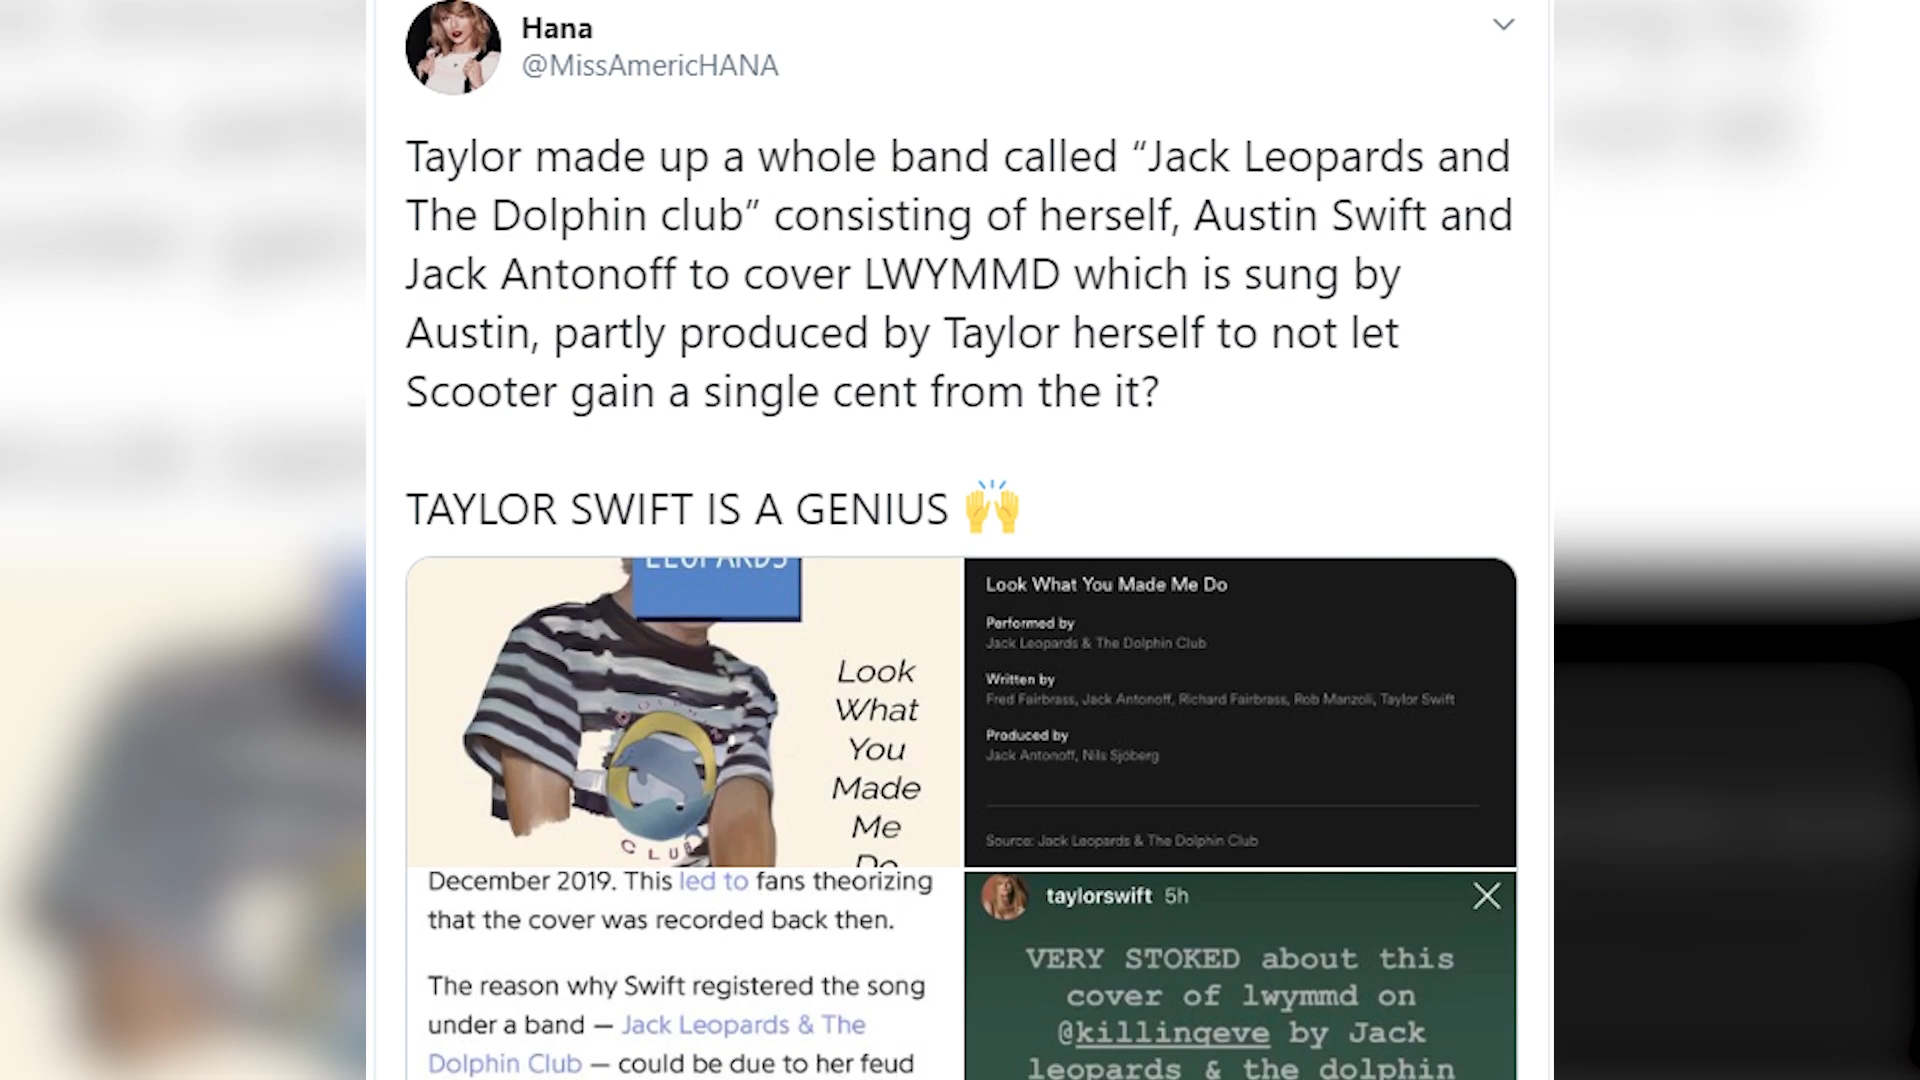 Hana
@MissAmericHANA
Taylor made up a whole band called “Jack Leopards and
The Dolphin club” consisting of herself, Austin Swift and
Jack Antonoff to cover LWYMMD which is sung by
Austin, partly produced by Taylor herself to not let
Scooter gain a single cent from the it?
TAYLOR SWIFT IS A GENIUS 🙌
LEOPARDS
DOLPHIN
CLUB
Look
What
You
Made
Me
Do
Look What You Made Me Do
Performed by
Jack Leopards & The Dolphin Club
Written by
Fred Fairbrass, Jack Antonoff, Richard Fairbrass, Rob Manzoli, Taylor Swift
Produced by
Jack Antonoff, Nils Sjöberg
Source: Jack Leopards & The Dolphin Club
December 2019. This led to fans theorizing
that the cover was recorded back then.
The reason why Swift registered the song
under a band — Jack Leopards & The
Dolphin Club — could be due to her feud
taylorswift 5h
VERY STOKED about this
cover of lwymmd on
@killingeve by Jack
leopards & the dolphin